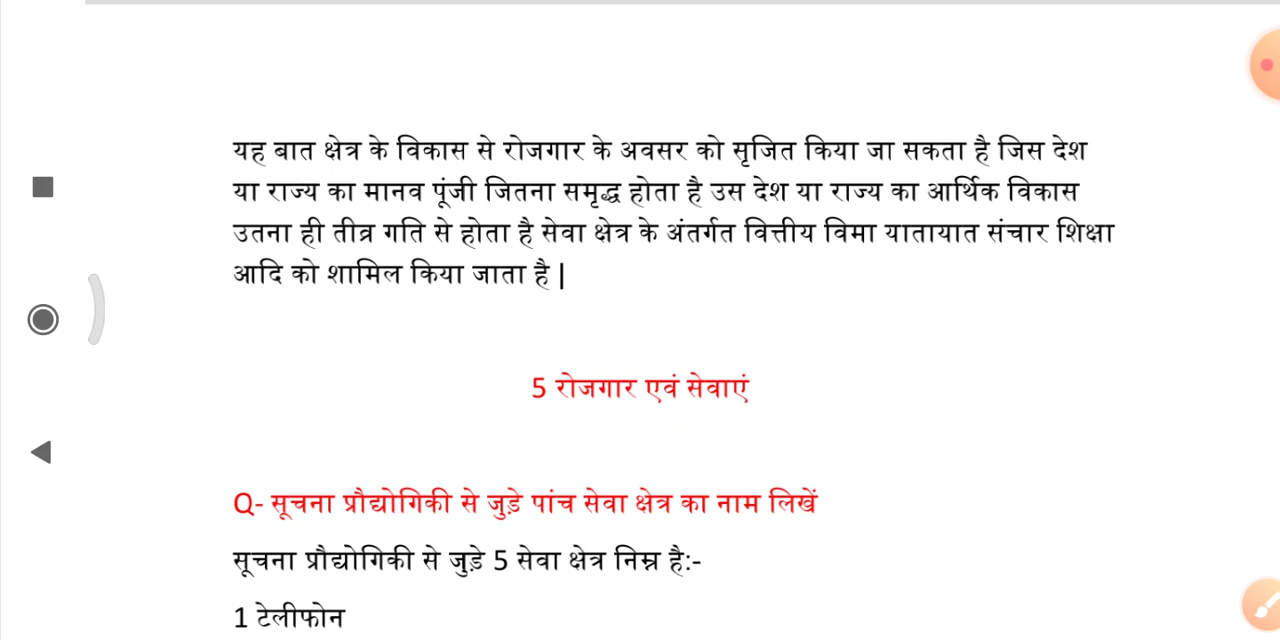 यह बात क्षेत्र के विकास से रोजगार के अवसर को सृजित किया जा सकता है जिस देश
या राज्य का मानव पूंजी जितना समृद्ध होता है उस देश या राज्य का आर्थिक विकास
उतना ही तीव्र गति से होता है सेवा क्षेत्र के अंतर्गत वित्तीय विमा यातायात संचार शिक्षा
आदि को शामिल किया जाता है |
5 रोजगार एवं सेवाएं
Q- सूचना प्रौद्योगिकी से जुड़े पांच सेवा क्षेत्र का नाम लिखें
सूचना प्रौद्योगिकी से जुड़े 5 सेवा क्षेत्र निम्न है:-
1 टेलीफोन